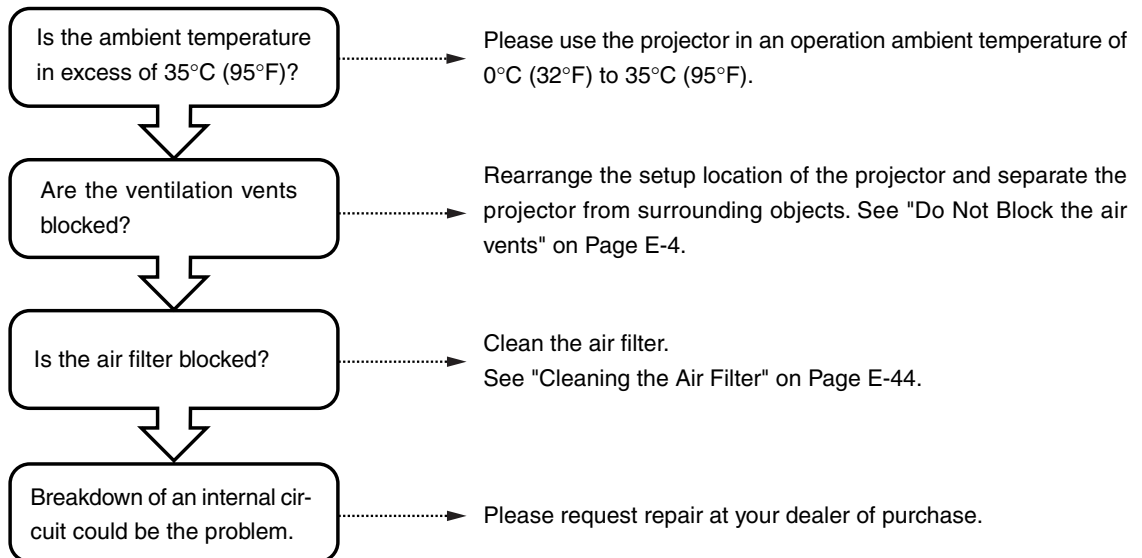 Is the ambient temperature
in excess of 35°C (95°F)?
Please use the projector in an operation ambient temperature of
0°C (32°F) to 35°C (95°F).
Are the ventilation vents
blocked?
Rearrange the setup location of the projector and separate the
projector from surrounding objects. See "Do Not Block the air
vents" on Page E-4.
Is the air filter blocked?
Clean the air filter.
See "Cleaning the Air Filter" on Page E-44.
Breakdown of an internal cir-
cuit could be the problem.
Please request repair at your dealer of purchase.